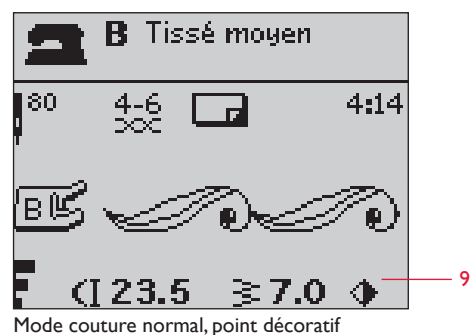 B Tissé moyen
80 4-6 4:14
B
23.5 7.0
9
Mode couture normal, point décoratif